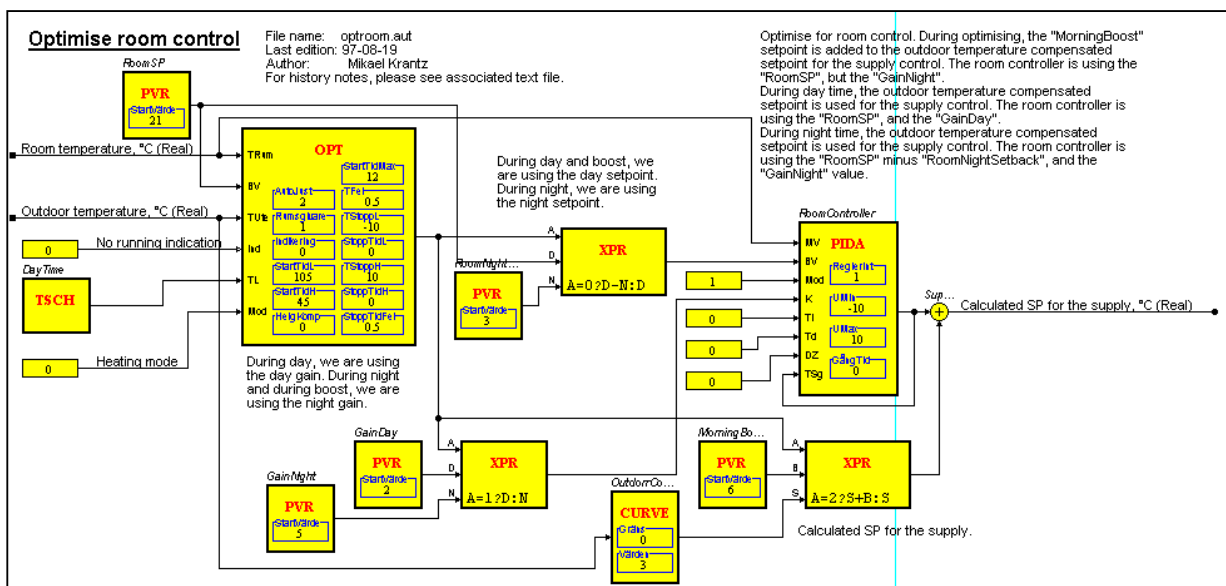 Optimise room control
File name: optroom.aut
Last edition: 97-08-19
Author: Mikael Krantz
For history notes, please see associated text file.
Optimise for room control. During optimising, the "MorningBoost"
setpoint is added to the outdoor temperature compensated
setpoint for the supply control. The room controller is using the
"RoomSP", but the "GainNight".
During day time, the outdoor temperature compensated
setpoint is used for the supply control. The room controller is
using the "RoomSP", and the "GainDay".
During night time, the outdoor temperature compensated
setpoint is used for the supply control. The room controller is
using the "RoomSP" minus "RoomNightSetback", and the
"GainNight" value.
RoomSP
PVR
StartVärde
21
Room temperature, °C (Real)
Outdoor temperature, °C (Real)
0
No running indication
DayTime
TSCH
0
Heating mode
OPT
TRum
BV
TUte
Ind
TL
Mod
StartTidMax
12
AutoJust
2
TFel
0.5
Rumsgivare
1
TStoppL
-10
Indikering
0
StoppTidL
0
StartTidL
105
TStoppH
10
StartTidH
45
StoppTidH
0
HelgKomp
0
StoppTidFel
0.5
During day, we are using
the day gain. During night
and during boost, we are
using the night gain.
During day and boost, we
are using the day setpoint.
During night, we are using
the night setpoint.
A
D
N
XPR
A=0?D-N:D
RoomNight...
PVR
StartVärde
3
RoomController
PIDA
MV
BV
Mod
K
TI
Td
DZ
TSg
ReglerInt
1
UMin
-10
UMax
10
GångTid
0
1
0
0
0
Sup...
+
Calculated SP for the supply, °C (Real)
GainDay
PVR
StartVärde
2
GainNight
PVR
StartVärde
5
A
D
N
XPR
A=1?D:N
MorningBo...
PVR
StartVärde
6
A
B
S
XPR
A=2?S+B:S
OutdorrCo...
CURVE
Gräns
0
Värden
3
Calculated SP for the supply.